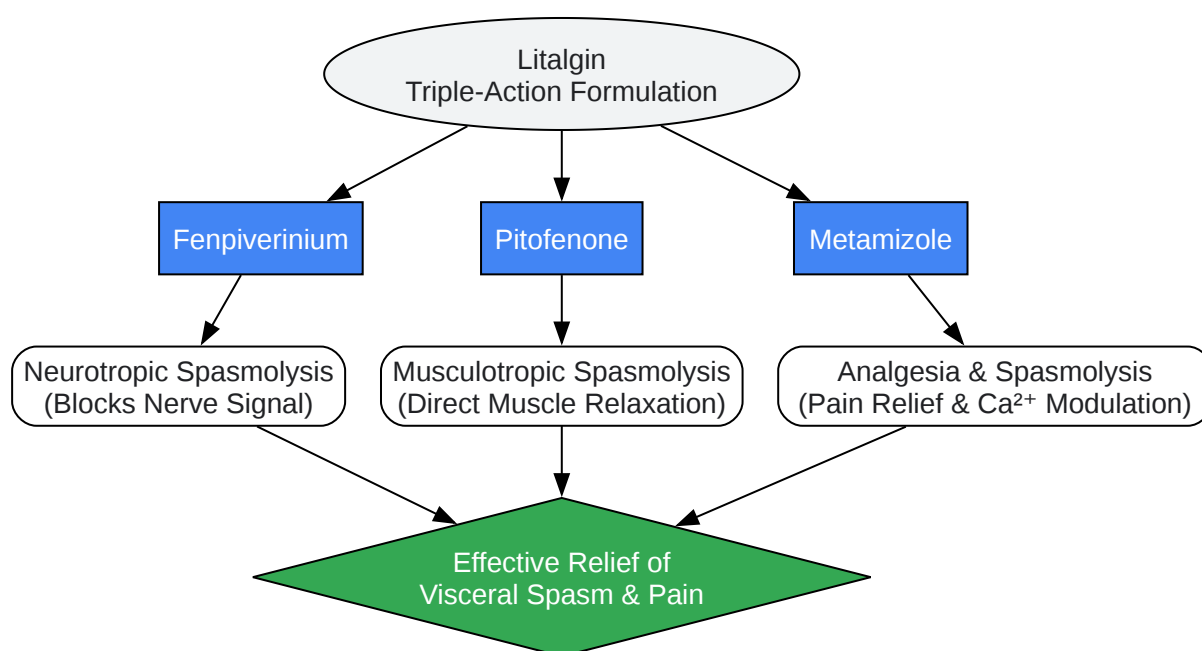 Litalgin
Triple-Action Formulation
Fenpiverinium
Pitofenone
Metamizole
Neurotropic Spasmolysis
(Blocks Nerve Signal)
Musculotropic Spasmolysis
(Direct Muscle Relaxation)
Analgesia & Spasmolysis
(Pain Relief & Ca²⁺ Modulation)
Effective Relief of
Visceral Spasm & Pain